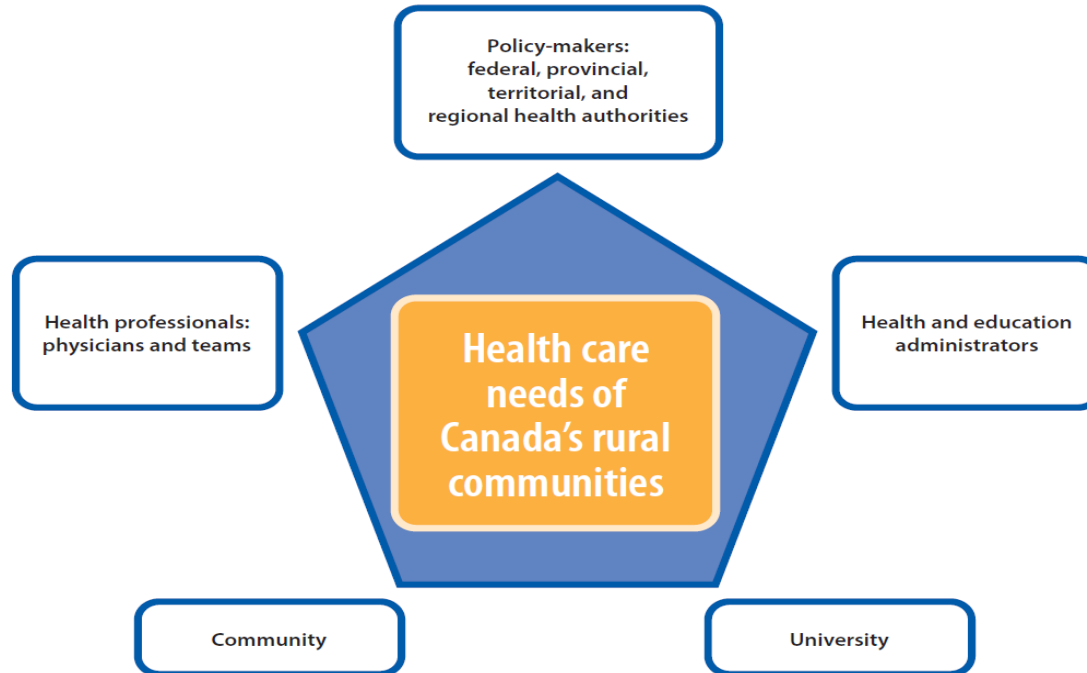 Policy-makers:
federal, provincial,
territorial, and
regional health authorities
Health professionals:
physicians and teams
Health care
needs of
Canada’s rural
communities
Health and education
administrators
Community
University